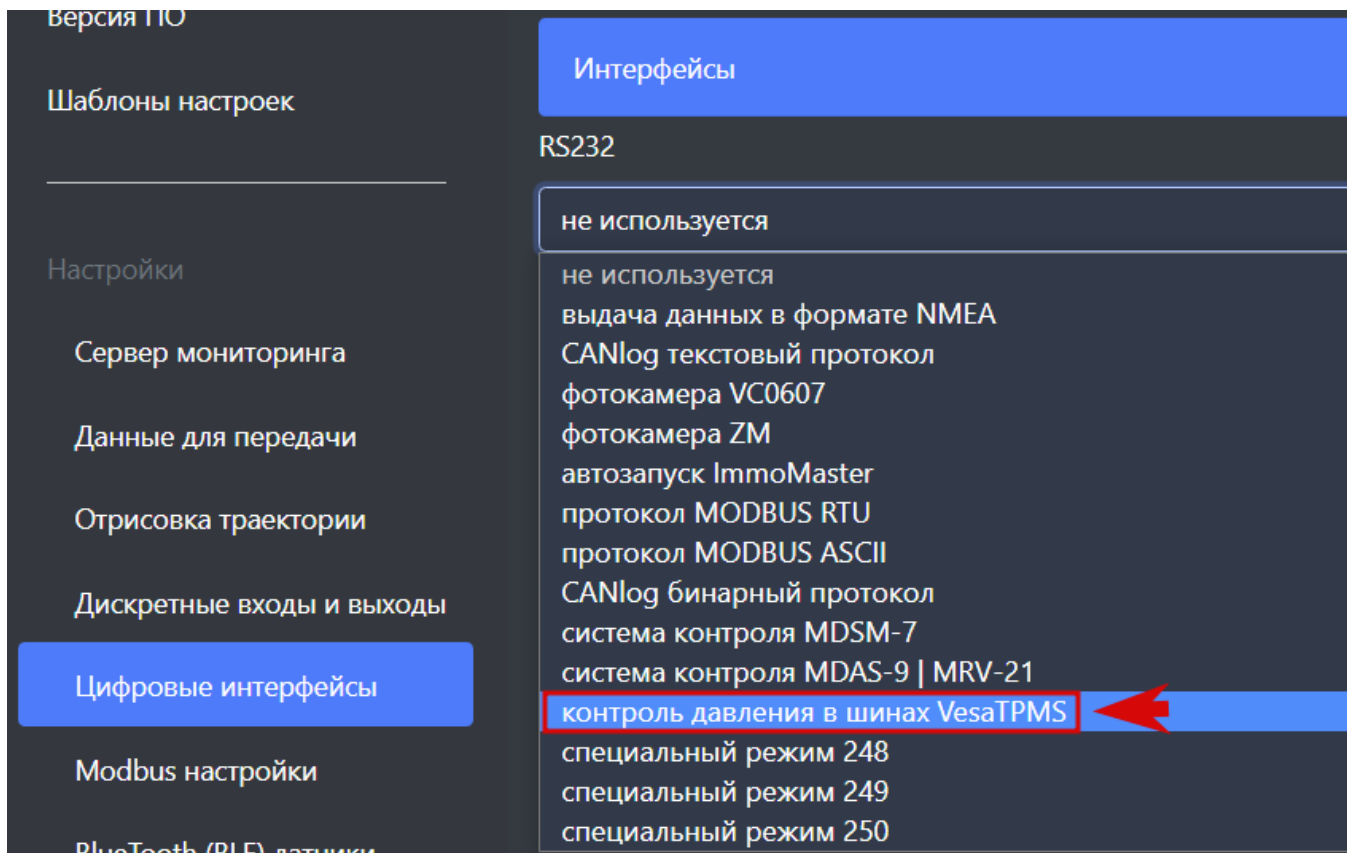 Версия ПО
Шаблоны настроек
Настройки
Сервер мониторинга
Данные для передачи
Отрисовка траектории
Дискретные входы и выходы
Цифровые интерфейсы
Modbus настройки
BlueTooth (BLE) датчики
Интерфейсы
RS232
не используется
не используется
выдача данных в формате NMEA
CANlog текстовый протокол
фотокамера VC0607
фотокамера ZM
автозапуск ImmoMaster
протокол MODBUS RTU
протокол MODBUS ASCII
CANlog бинарный протокол
система контроля MDSM-7
система контроля MDAS-9 | MRV-21
контроль давления в шинах VesaTPMS
специальный режим 248
специальный режим 249
специальный режим 250